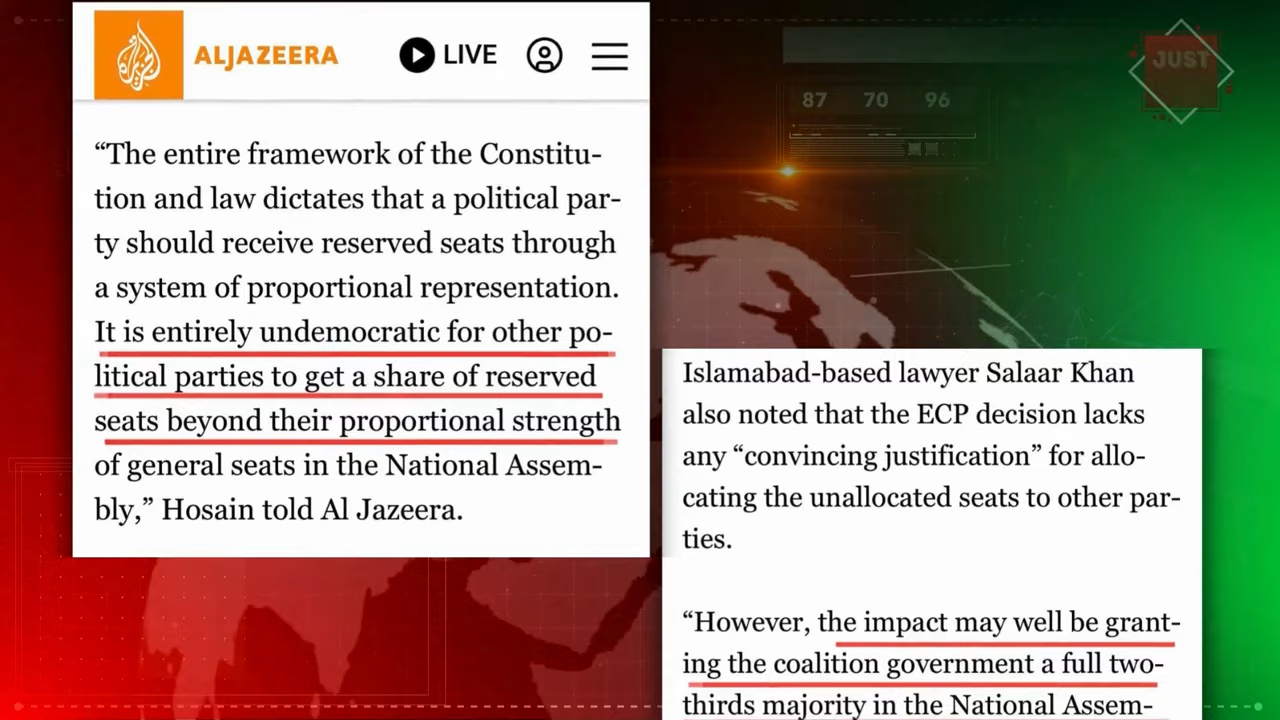 ALJAZEERA
LIVE
“The entire framework of the Constitu-
tion and law dictates that a political par-
ty should receive reserved seats through
a system of proportional representation.
It is entirely undemocratic for other po-
litical parties to get a share of reserved
seats beyond their proportional strength
of general seats in the National Assem-
bly,” Hosain told Al Jazeera.
87 70 96
JUST
Islamabad-based lawyer Salaar Khan
also noted that the ECP decision lacks
any “convincing justification” for allo-
cating the unallocated seats to other par-
ties.
“However, the impact may well be grant-
ing the coalition government a full two-
thirds majority in the National Assem-